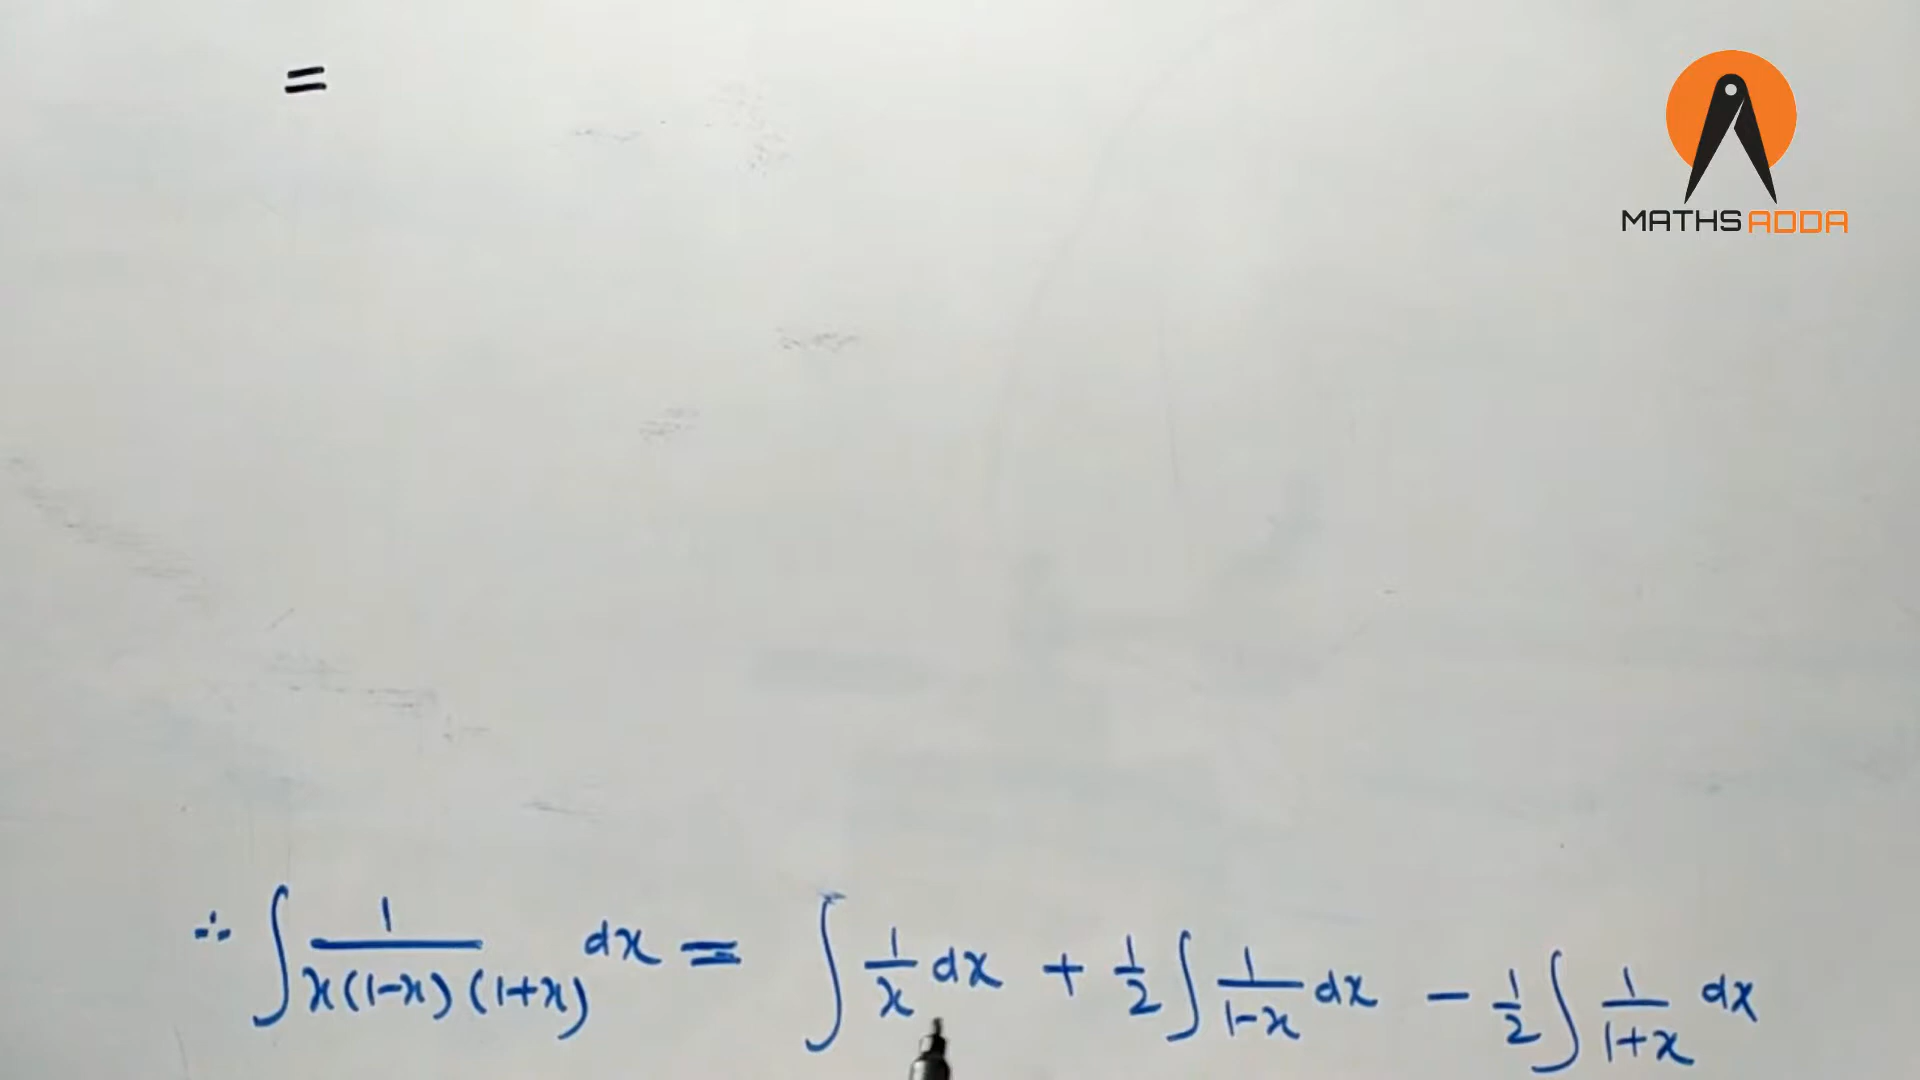 =
MATHS ADDA
∴ ∫ 1/x(1-x)(1+x) dx = ∫ 1/x dx + 1/2 ∫ 1/1-x dx - 1/2 ∫ 1/1+x dx